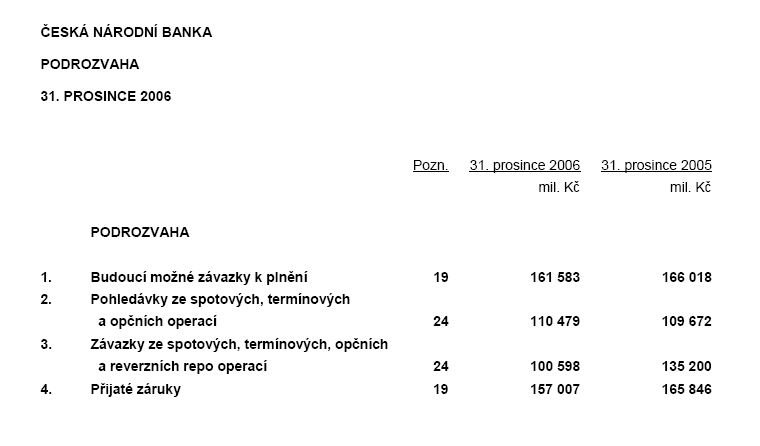 ČESKÁ NÁRODNÍ BANKA
PODROZVAHA
31. PROSINCE 2006
Pozn. 31. prosince 2006 31. prosince 2005
mil. Kč mil. Kč
PODROZVAHA
1. Budoucí možné závazky k plnění 19 161 583 166 018
2. Pohledávky ze spotových, termínových
a opčních operací 24 110 479 109 672
3. Závazky ze spotových, termínových, opčních
a reverzních repo operací 24 100 598 135 200
4. Přijaté záruky 19 157 007 165 846